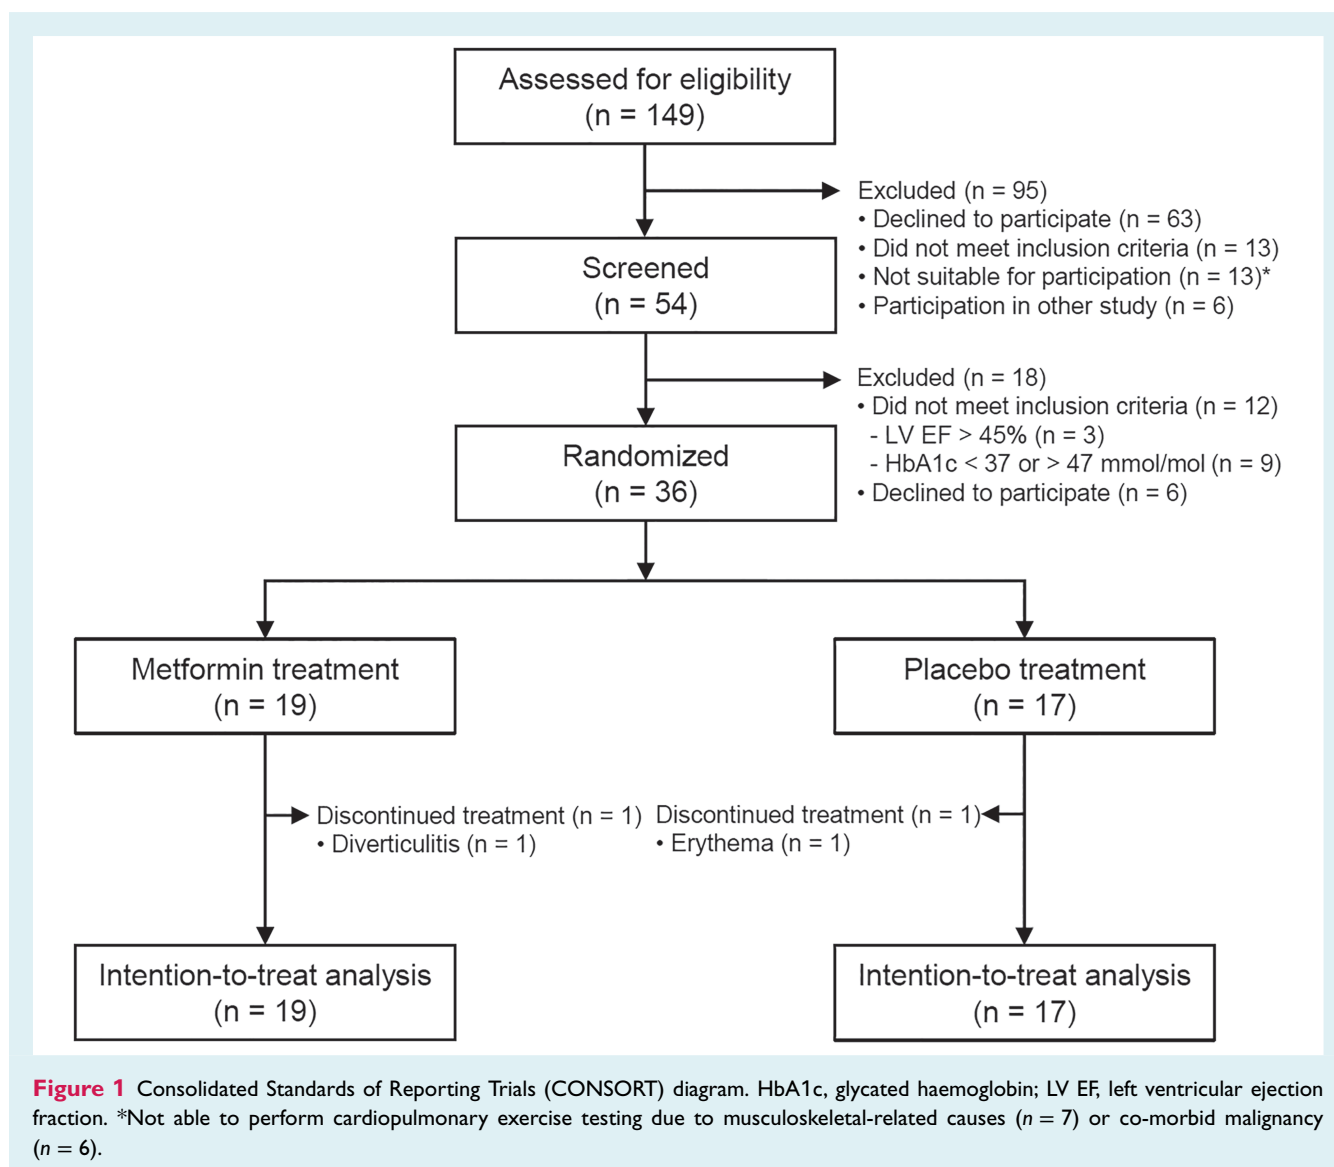 Assessed for eligibility
(n = 149)
Excluded (n = 95)
• Declined to participate (n = 63)
• Did not meet inclusion criteria (n = 13)
• Not suitable for participation (n = 13)*
• Participation in other study (n = 6)
Screened
(n = 54)
Excluded (n = 18)
• Did not meet inclusion criteria (n = 12)
- LV EF > 45% (n = 3)
- HbA1c < 37 or > 47 mmol/mol (n = 9)
• Declined to participate (n = 6)
Randomized
(n = 36)
Metformin treatment
(n = 19)
Placebo treatment
(n = 17)
Discontinued treatment (n = 1)
• Diverticulitis (n = 1)
Discontinued treatment (n = 1)
• Erythema (n = 1)
Intention-to-treat analysis
(n = 19)
Intention-to-treat analysis
(n = 17)
Figure 1 Consolidated Standards of Reporting Trials (CONSORT) diagram. HbA1c, glycated haemoglobin; LV EF, left ventricular ejection
fraction. *Not able to perform cardiopulmonary exercise testing due to musculoskeletal-related causes (n = 7) or co-morbid malignancy
(n = 6).